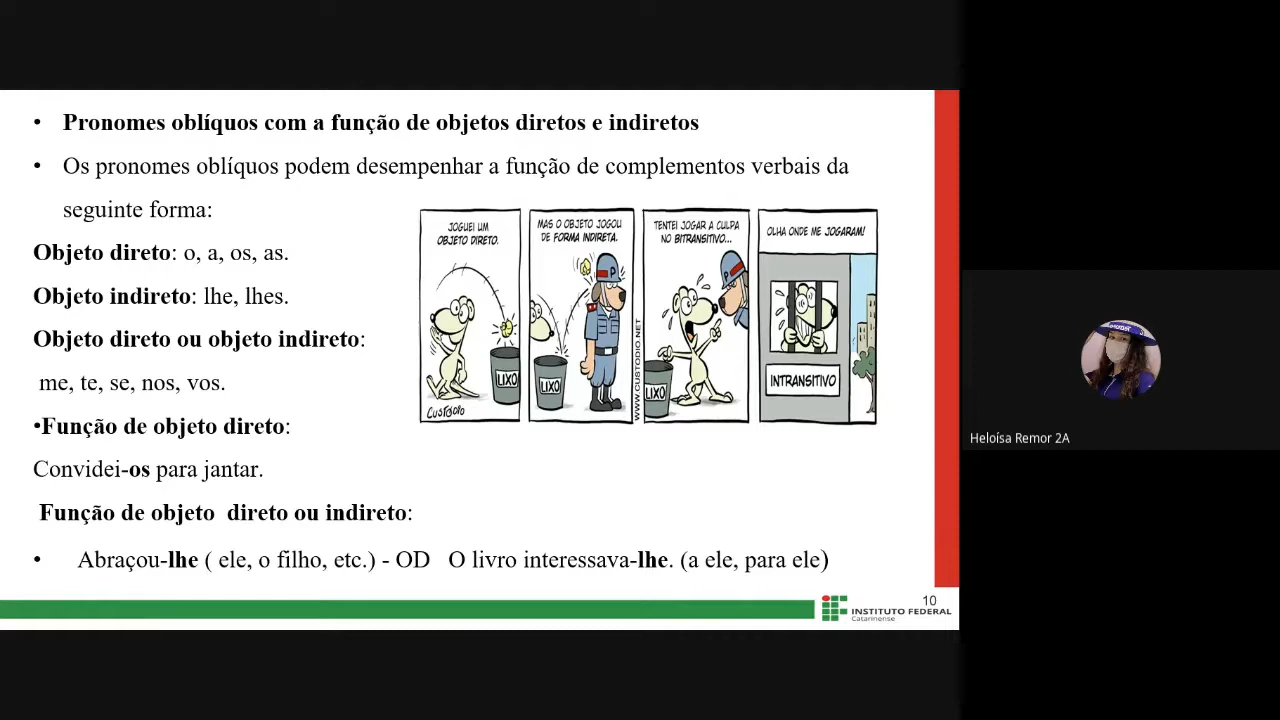 • Pronomes oblíquos com a função de objetos diretos e indiretos
• Os pronomes oblíquos podem desempenhar a função de complementos verbais da
seguinte forma:
Objeto direto: o, a, os, as.
Objeto indireto: lhe, lhes.
Objeto direto ou objeto indireto:
me, te, se, nos, vos.
•Função de objeto direto:
Convidei-os para jantar.
Função de objeto direto ou indireto:
• Abraçou-lhe ( ele, o filho, etc.) - OD O livro interessava-lhe. (a ele, para ele)
JOGUEI UM
OBJETO DIRETO.
LIXO
CUSTODIO
MAS O OBJETO JOGOU
DE FORMA INDIRETA.
P
LIXO
WWW.CUSTODIO.NET
TENTEI JOGAR A CULPA
NO BITRANSITIVO...
P
LIXO
OLHA ONDE ME JOGARAM!
INTRANSITIVO
10
INSTITUTO FEDERAL
Catarinense
Heloísa Remor 2A